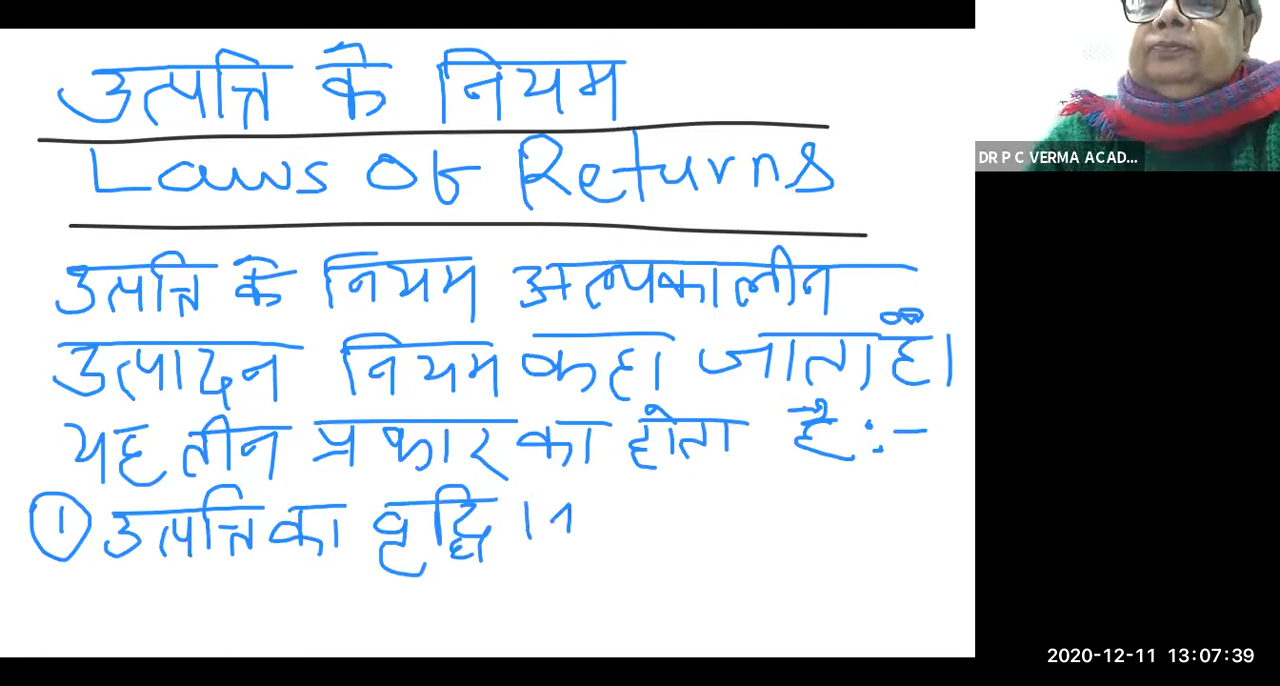 उत्पत्ति के नियम
Laws of Returns
उत्पत्ति के नियम अल्पकालीन
उत्पादन नियम कहा जाता है।
यह तीन प्रकार का होता है :-
① उत्पत्ति का वृद्धि
DR P C VERMA ACAD...
2020-12-11 13:07:39